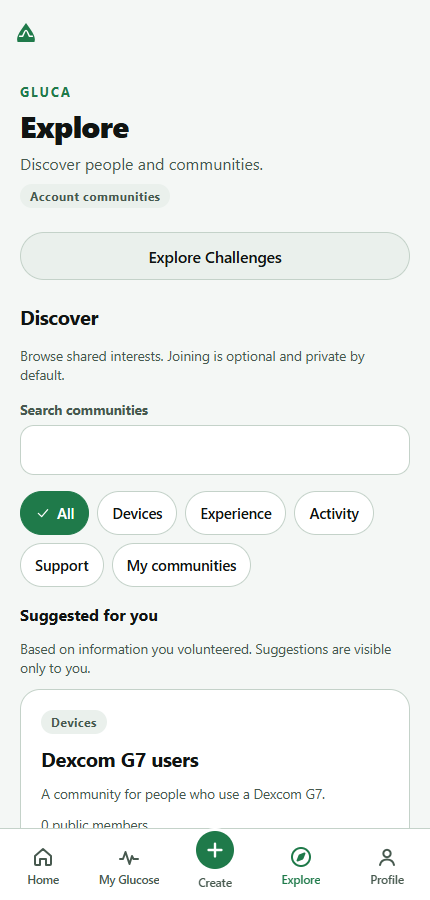 GLUCA
Explore
Discover people and communities.
Account communities
Explore Challenges
Discover
Browse shared interests. Joining is optional and private by
default.
Search communities
All
Devices
Experience
Activity
Support
My communities
Suggested for you
Based on information you volunteered. Suggestions are visible
only to you.
Devices
Dexcom G7 users
A community for people who use a Dexcom G7.
0 public members
Home
My Glucose
Create
Explore
Profile